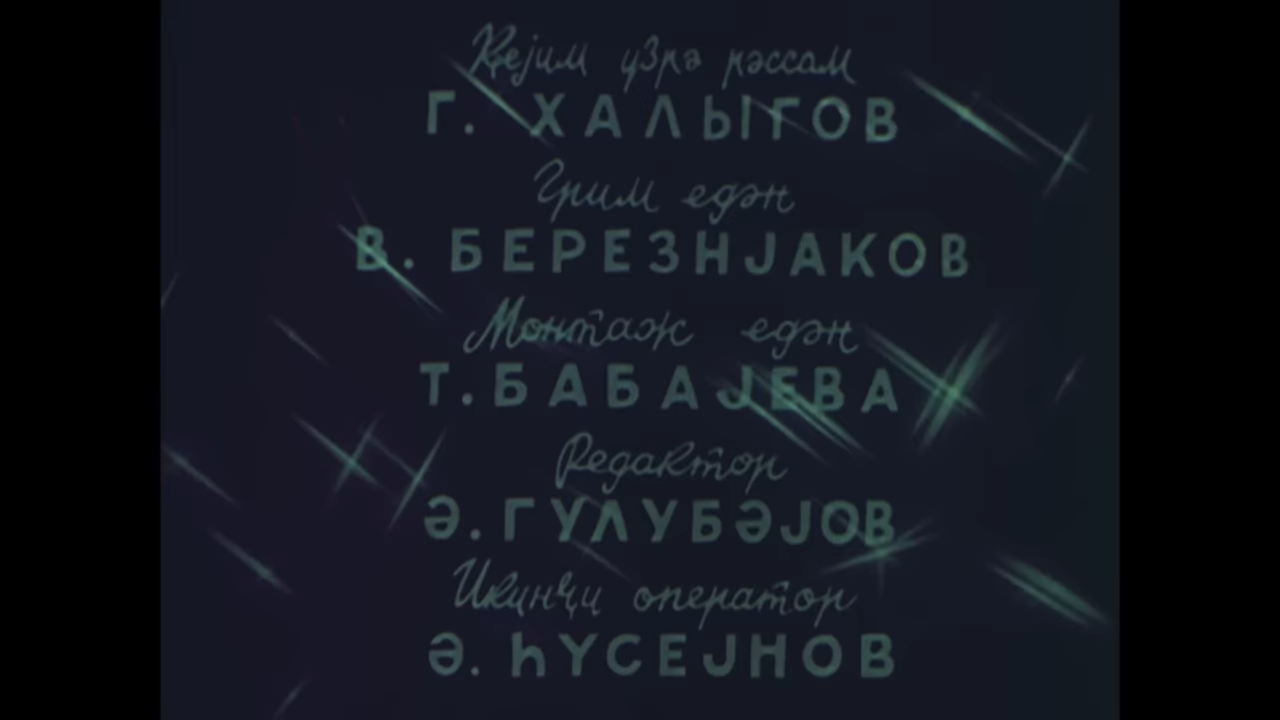 Ҝејим үзрә рәссам
Г. ХАЛЫГОВ
Грим едән
В. БЕРЕЗНЈАКОВ
Монтаж едән
Т. БАБАЈЕВА
Редактор
Ә. ГУЛУБӘЈОВ
Икинҹи оператор
Ә. ҺҮСЕЈНОВ